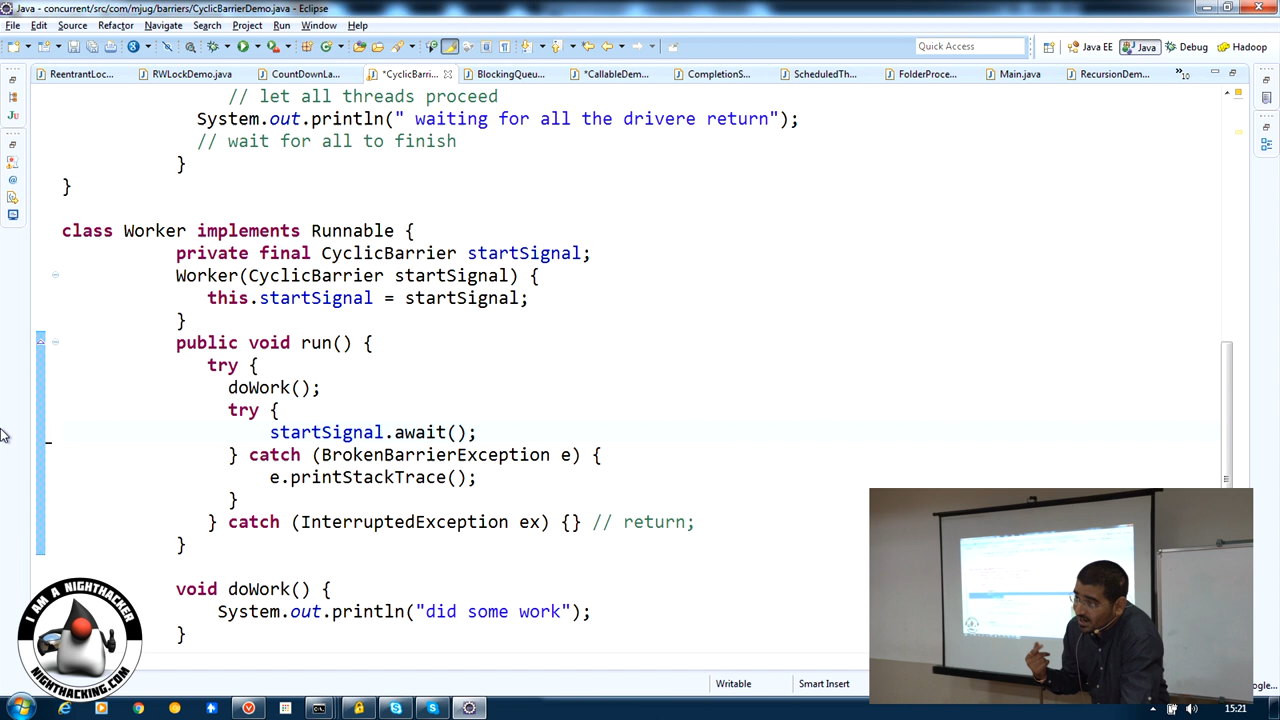 Java - concurrent/src/com/mjug/barriers/CyclicBarrierDemo.java - Eclipse
File Edit Source Refactor Navigate Search Project Run Window Help
Quick Access Java EE Java Debug Hadoop
ReentrantLoc... RWLockDemo.java CountDownLa... *CyclicBarri... BlockingQueu... *CallableDem... CompletionS... ScheduledTh... FolderProce... Main.java RecursionDem... »10
// let all threads proceed
System.out.println(" waiting for all the drivere return");
// wait for all to finish
}
}
class Worker implements Runnable {
private final CyclicBarrier startSignal;
Worker(CyclicBarrier startSignal) {
this.startSignal = startSignal;
}
public void run() {
try {
doWork();
try {
startSignal.await();
} catch (BrokenBarrierException e) {
e.printStackTrace();
}
} catch (InterruptedException ex) {} // return;
}
void doWork() {
System.out.println("did some work");
}
I AM A NIGHTHACKER
NIGHTHACKING.COM
Writable Smart Insert
ogle...
15:21